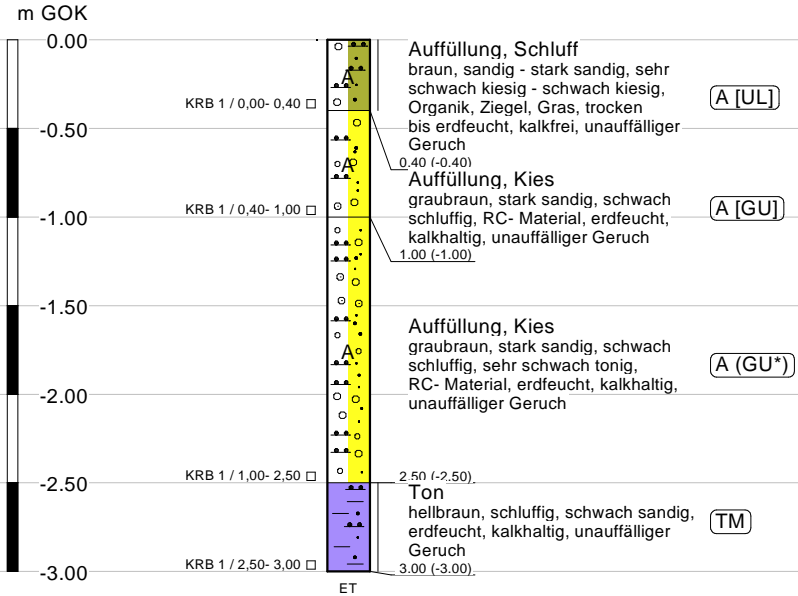 m GOK
0.00
Auffüllung, Schluff
braun, sandig - stark sandig, sehr
schwach kiesig - schwach kiesig,
Organik, Ziegel, Gras, trocken
bis erdfeucht, kalkfrei, unauffälliger
Geruch
A [UL]
A
KRB 1 / 0,00- 0,40
-0.50
0.40 (-0.40)
Auffüllung, Kies
graubraun, stark sandig, schwach
schluffig, RC- Material, erdfeucht,
kalkhaltig, unauffälliger Geruch
A [GU]
A
KRB 1 / 0,40- 1,00
-1.00
1.00 (-1.00)
-1.50
Auffüllung, Kies
graubraun, stark sandig, schwach
schluffig, sehr schwach tonig,
RC- Material, erdfeucht, kalkhaltig,
unauffälliger Geruch
A (GU*)
A
-2.00
KRB 1 / 1,00- 2,50
2.50 (-2.50)
-2.50
Ton
hellbraun, schluffig, schwach sandig,
erdfeucht, kalkhaltig, unauffälliger
Geruch
TM
KRB 1 / 2,50- 3,00
3.00 (-3.00)
-3.00
ET